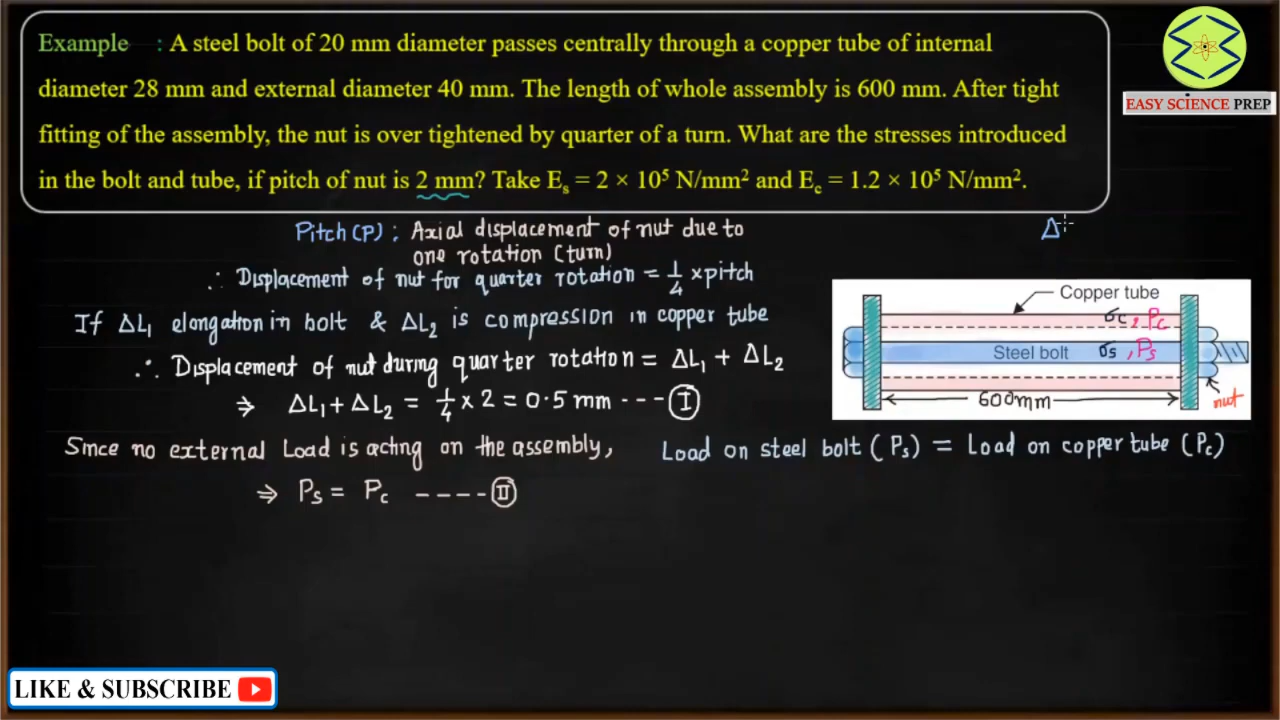 Example : A steel bolt of 20 mm diameter passes centrally through a copper tube of internal
diameter 28 mm and external diameter 40 mm. The length of whole assembly is 600 mm. After tight
fitting of the assembly, the nut is over tightened by quarter of a turn. What are the stresses introduced
in the bolt and tube, if pitch of nut is 2 mm? Take Eₛ = 2 × 10⁵ N/mm² and E꜀ = 1.2 × 10⁵ N/mm².
EASY SCIENCE PREP
Pitch (P) : Axial displacement of nut due to
one rotation (turn)
Δ
∴ Displacement of nut for quarter rotation = 1/4 × pitch
If ΔL₁ elongation in bolt & ΔL₂ is compression in copper tube
∴ Displacement of nut during quarter rotation = ΔL₁ + ΔL₂
⇒ ΔL₁ + ΔL₂ = 1/4 × 2 = 0.5 mm --- Ⓘ
Copper tube
σc, Pc
Steel bolt σs, Ps
600mm
nut
Since no external Load is acting on the assembly, Load on steel bolt (Ps) = Load on copper tube (Pc)
⇒ Ps = Pc ---- II
LIKE & SUBSCRIBE